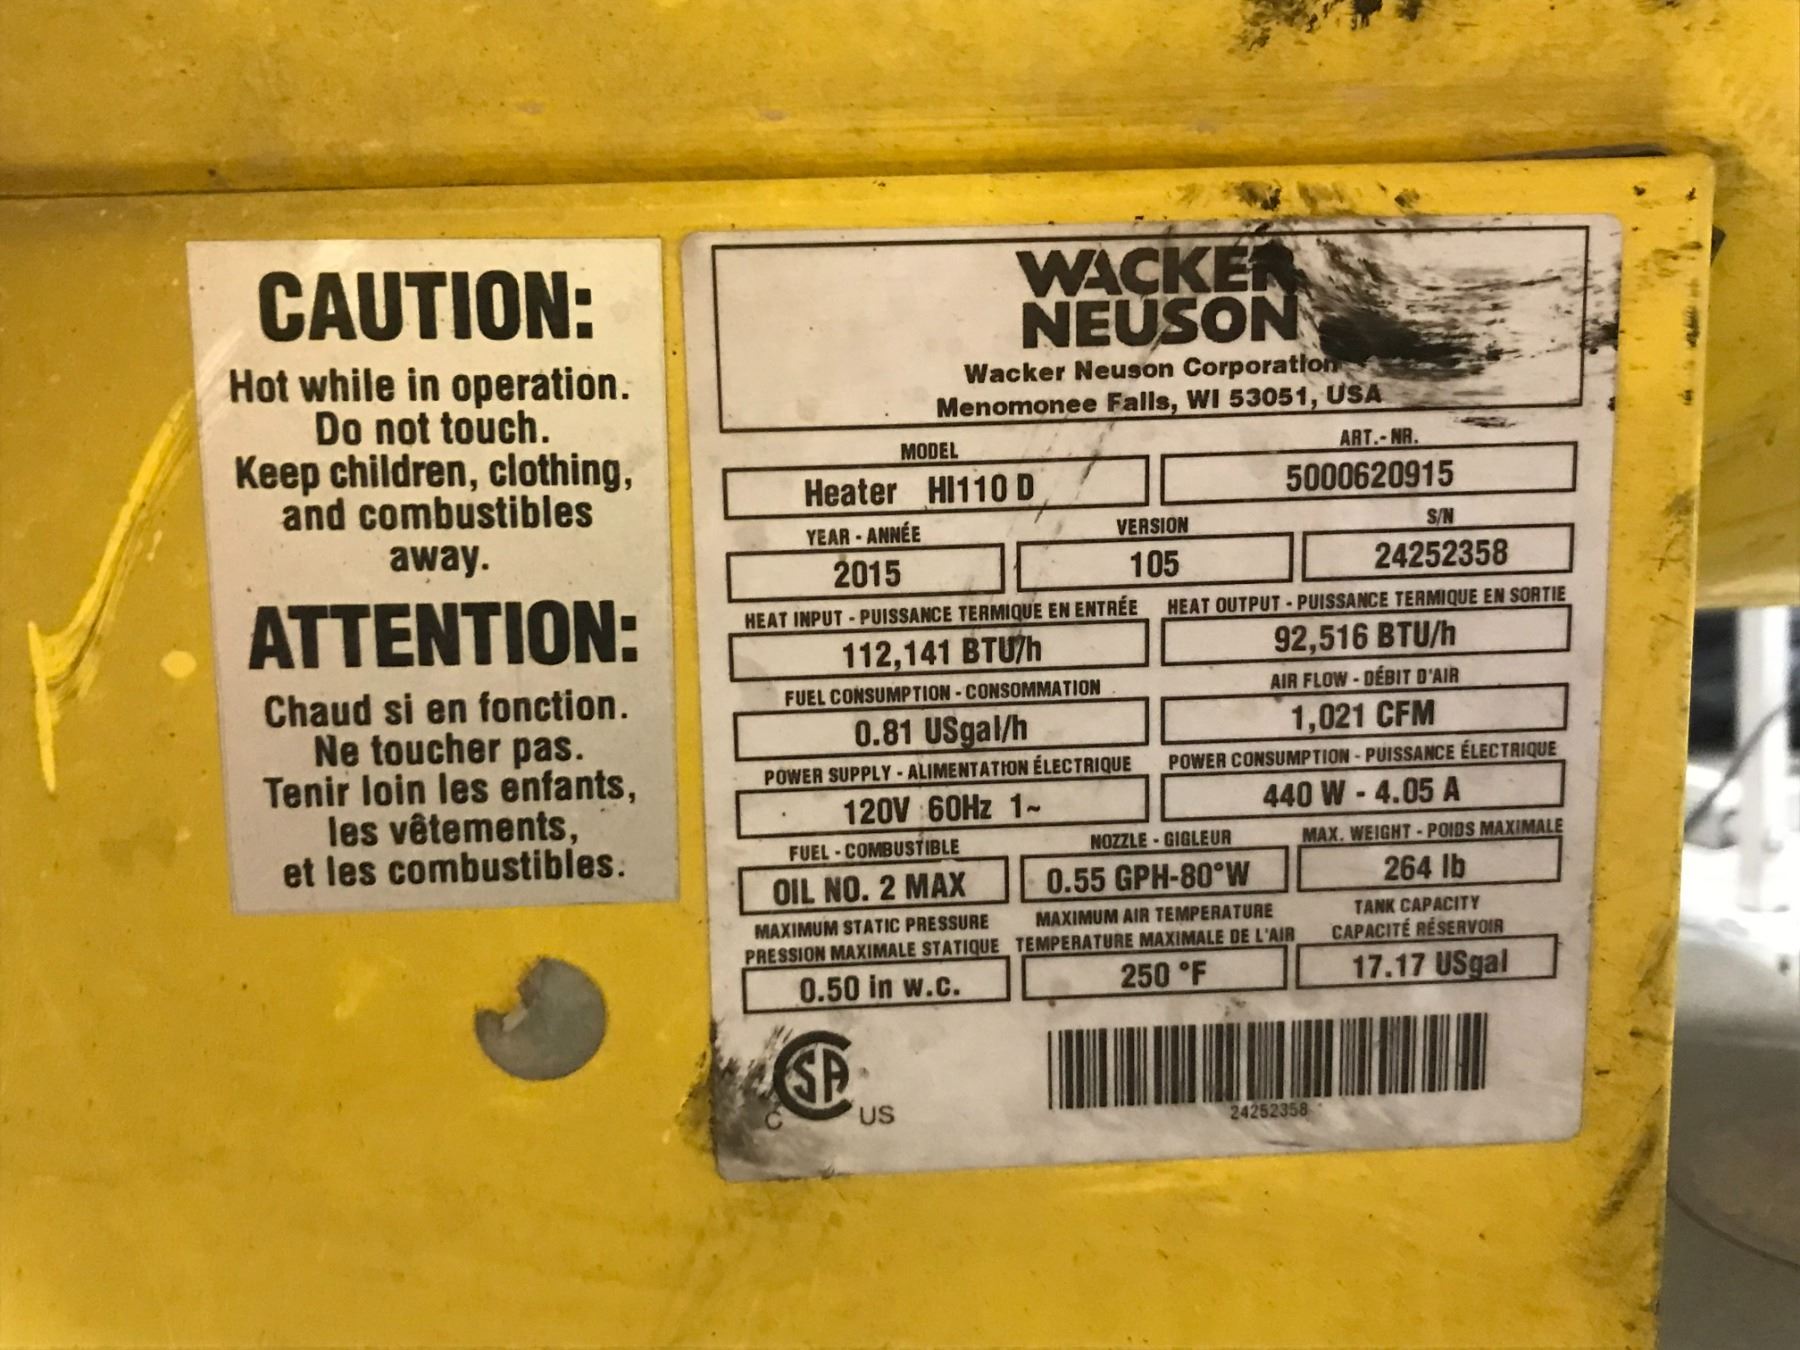 CAUTION:
Hot while in operation.
Do not touch.
Keep children, clothing,
and combustibles
away.
ATTENTION:
Chaud si en fonction.
Ne toucher pas.
Tenir loin les enfants,
les vêtements,
et les combustibles.
WACKER
NEUSON
Wacker Neuson Corporation
Menomonee Falls, WI 53051, USA
MODEL
Heater HI110 D
ART.-NR.
5000620915
YEAR - ANNÉE
2015
VERSION
105
S/N
24252358
HEAT INPUT - PUISSANCE TERMIQUE EN ENTRÉE
112,141 BTU/h
HEAT OUTPUT - PUISSANCE TERMIQUE EN SORTIE
92,516 BTU/h
FUEL CONSUMPTION - CONSOMMATION
0.81 USgal/h
AIR FLOW - DÉBIT D'AIR
1,021 CFM
POWER SUPPLY - ALIMENTATION ÉLECTRIQUE
120V 60Hz 1~
POWER CONSUMPTION - PUISSANCE ÉLECTRIQUE
440 W - 4.05 A
FUEL - COMBUSTIBLE
OIL NO. 2 MAX
NOZZLE - GIGLEUR
0.55 GPH-80°W
MAX. WEIGHT - POIDS MAXIMALE
264 lb
MAXIMUM STATIC PRESSURE
PRESSION MAXIMALE STATIQUE
0.50 in w.c.
MAXIMUM AIR TEMPERATURE
TEMPERATURE MAXIMALE DE L'AIR
250 °F
TANK CAPACITY
CAPACITÉ RÉSERVOIR
17.17 USgal
C SA US
24252358